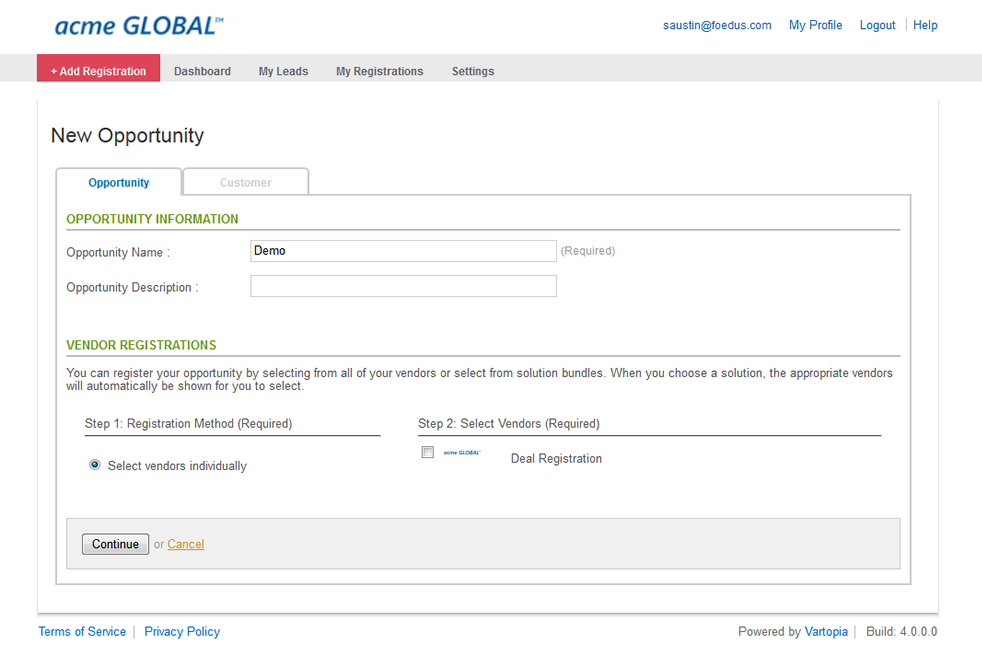 acme GLOBAL™
saustin@foedus.com My Profile Logout | Help
+ Add Registration Dashboard My Leads My Registrations Settings
New Opportunity
Opportunity Customer
OPPORTUNITY INFORMATION
Opportunity Name : Demo (Required)
Opportunity Description :
VENDOR REGISTRATIONS
You can register your opportunity by selecting from all of your vendors or select from solution bundles. When you choose a solution, the appropriate vendors
will automatically be shown for you to select.
Step 1: Registration Method (Required) Step 2: Select Vendors (Required)
acme GLOBAL™ Deal Registration
Select vendors individually
Continue or Cancel
Terms of Service | Privacy Policy Powered by Vartopia | Build: 4.0.0.0